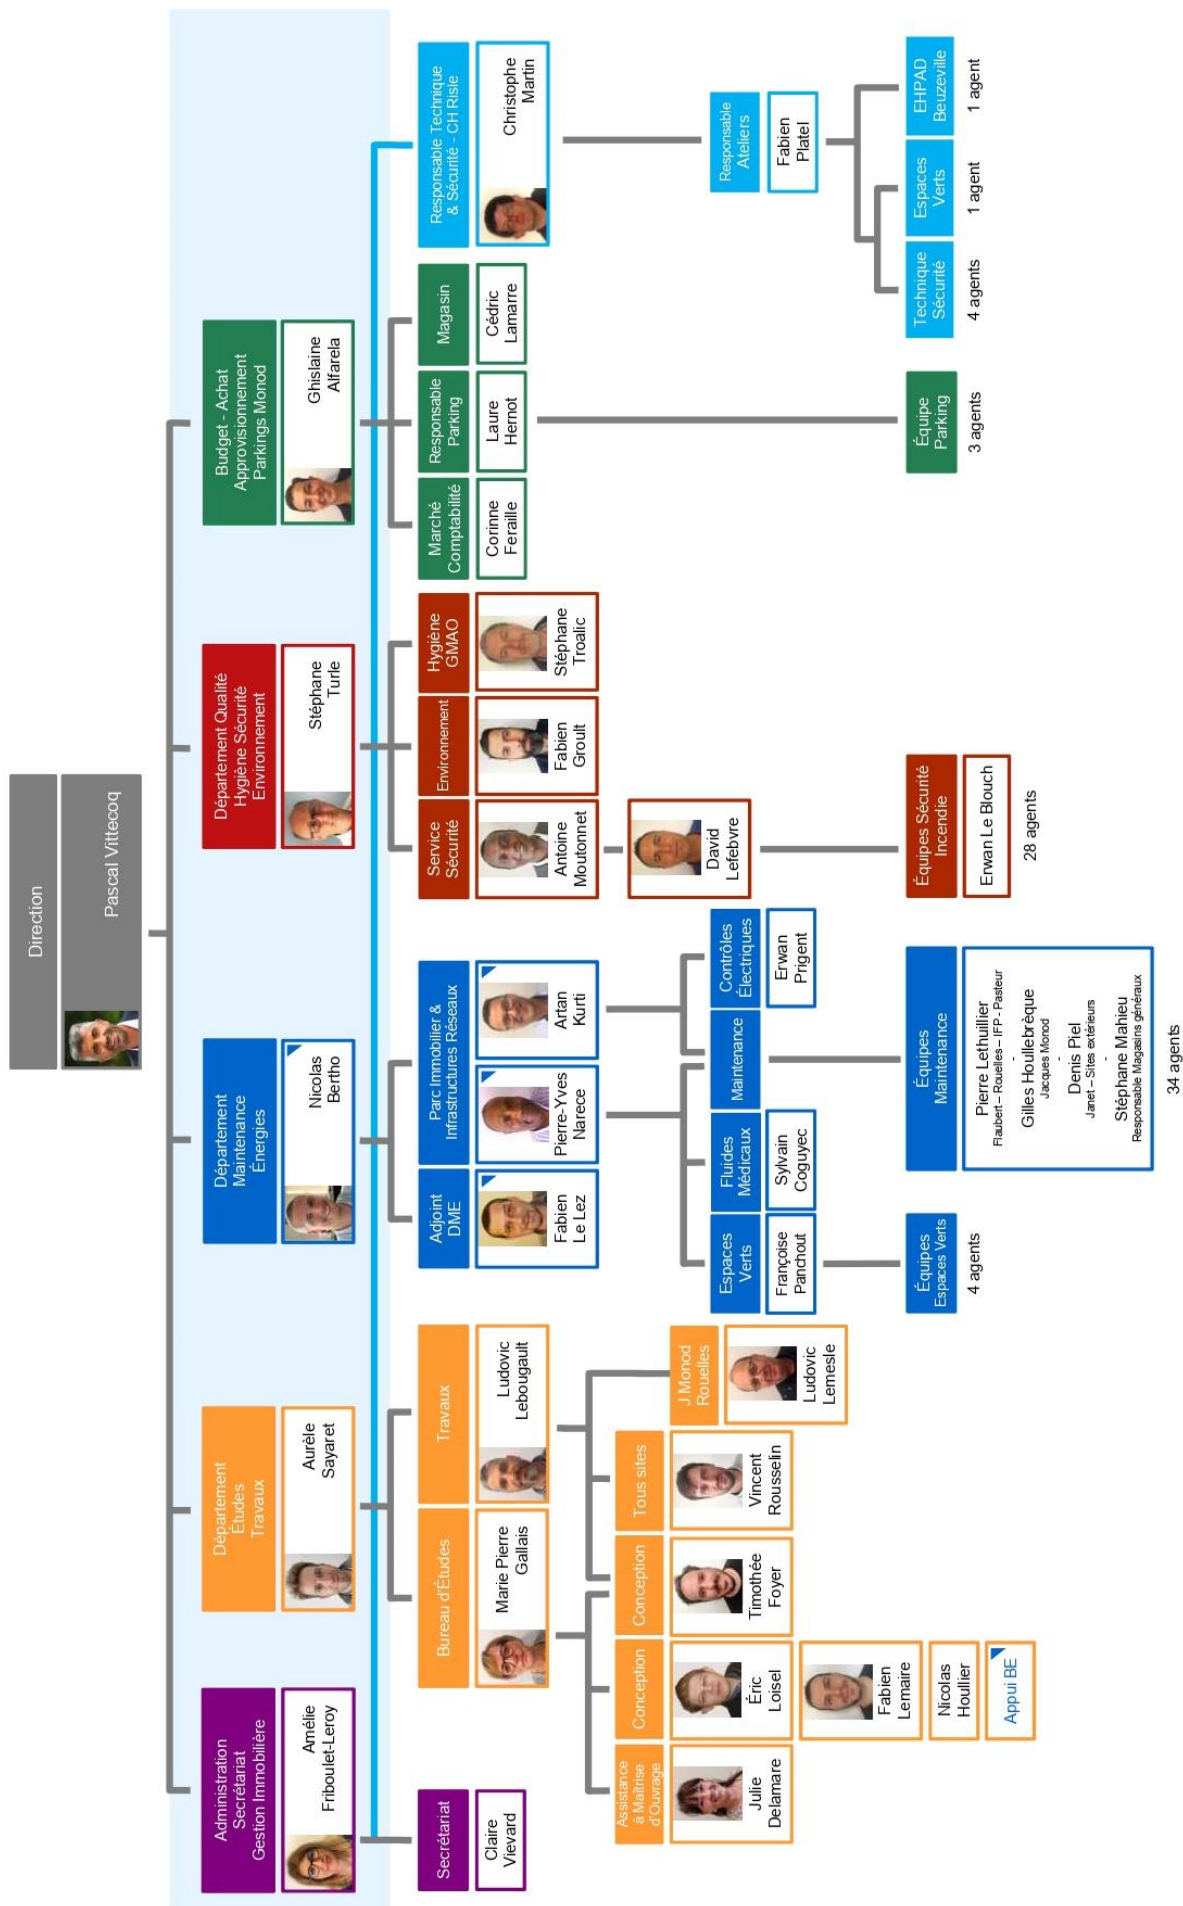 Direction
Pascal Vittecoq
Administration
Secrétariat
Gestion Immobilière
Amélie
Friboulet-Leroy
Département
Études
Travaux
Aurèle
Sayaret
Département
Maintenance
Énergies
Nicolas
Bertho
Département Qualité
Hygiène Sécurité
Environnement
Stéphane
Turle
Budget - Achat
Approvisionnement
Parkings Monod
Ghislaine
Alfarela
Secrétariat
Claire
Vievard
Bureau d'Études
Marie Pierre
Gallais
Travaux
Ludovic
Lebougault
Adjoint
DME
Fabien
Le Lez
Parc Immobilier &
Infrastructures Réseaux
Pierre-Yves
Narece
Artan
Kurti
Service
Sécurité
Antoine
Moutonnet
Environnement
Fabien
Groult
Hygiène
GMAO
Stéphane
Troalic
Marché
Comptabilité
Corinne
Feraille
Responsable
Parking
Laure
Hernot
Magasin
Cédric
Lamarre
Responsable Technique
& Sécurité - CH Risle
Christophe
Martin
Assistance
à Maîtrise
d'Ouvrage
Julie
Delamare
Conception
Éric
Loisel
Fabien
Lemaire
Nicolas
Houllier
Appui BE
Conception
Timothée
Foyer
Tous sites
Vincent
Rousselin
J.Monod
Rouelles
Ludovic
Lemesle
David
Lefebvre
Espaces
Verts
Françoise
Panchout
Fluides
Médicaux
Sylvain
Coguyec
Maintenance
Contrôles
Électriques
Erwan
Prigent
Responsable
Ateliers
Fabien
Platel
Équipes
Espaces Verts
4 agents
Équipes
Maintenance
Pierre Lethuillier
Flaubert – Rouelles – IFP - Pasteur
-
Gilles Houllebrèque
Jacques Monod
-
Denis Piel
Janet – Sites extérieurs
-
Stéphane Mahieu
Responsable Magasins généraux
34 agents
Équipes Sécurité
Incendie
Erwan Le Blouch
28 agents
Équipe
Parking
3 agents
Technique
Sécurité
4 agents
Espaces
Verts
1 agent
EHPAD
Beuzeville
1 agent